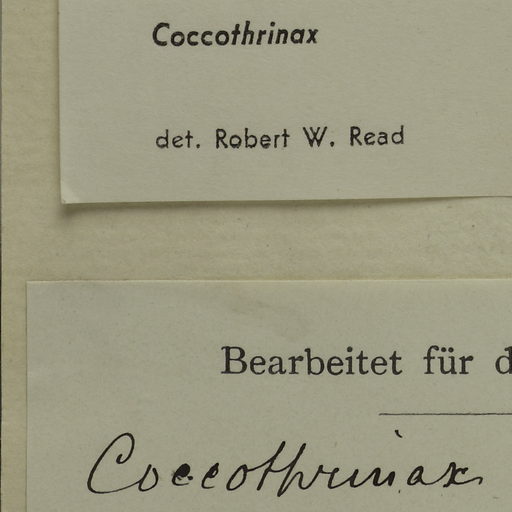 Coccothrinax
det. Robert W. Read
Bearbeitet für d
Coccothrinax